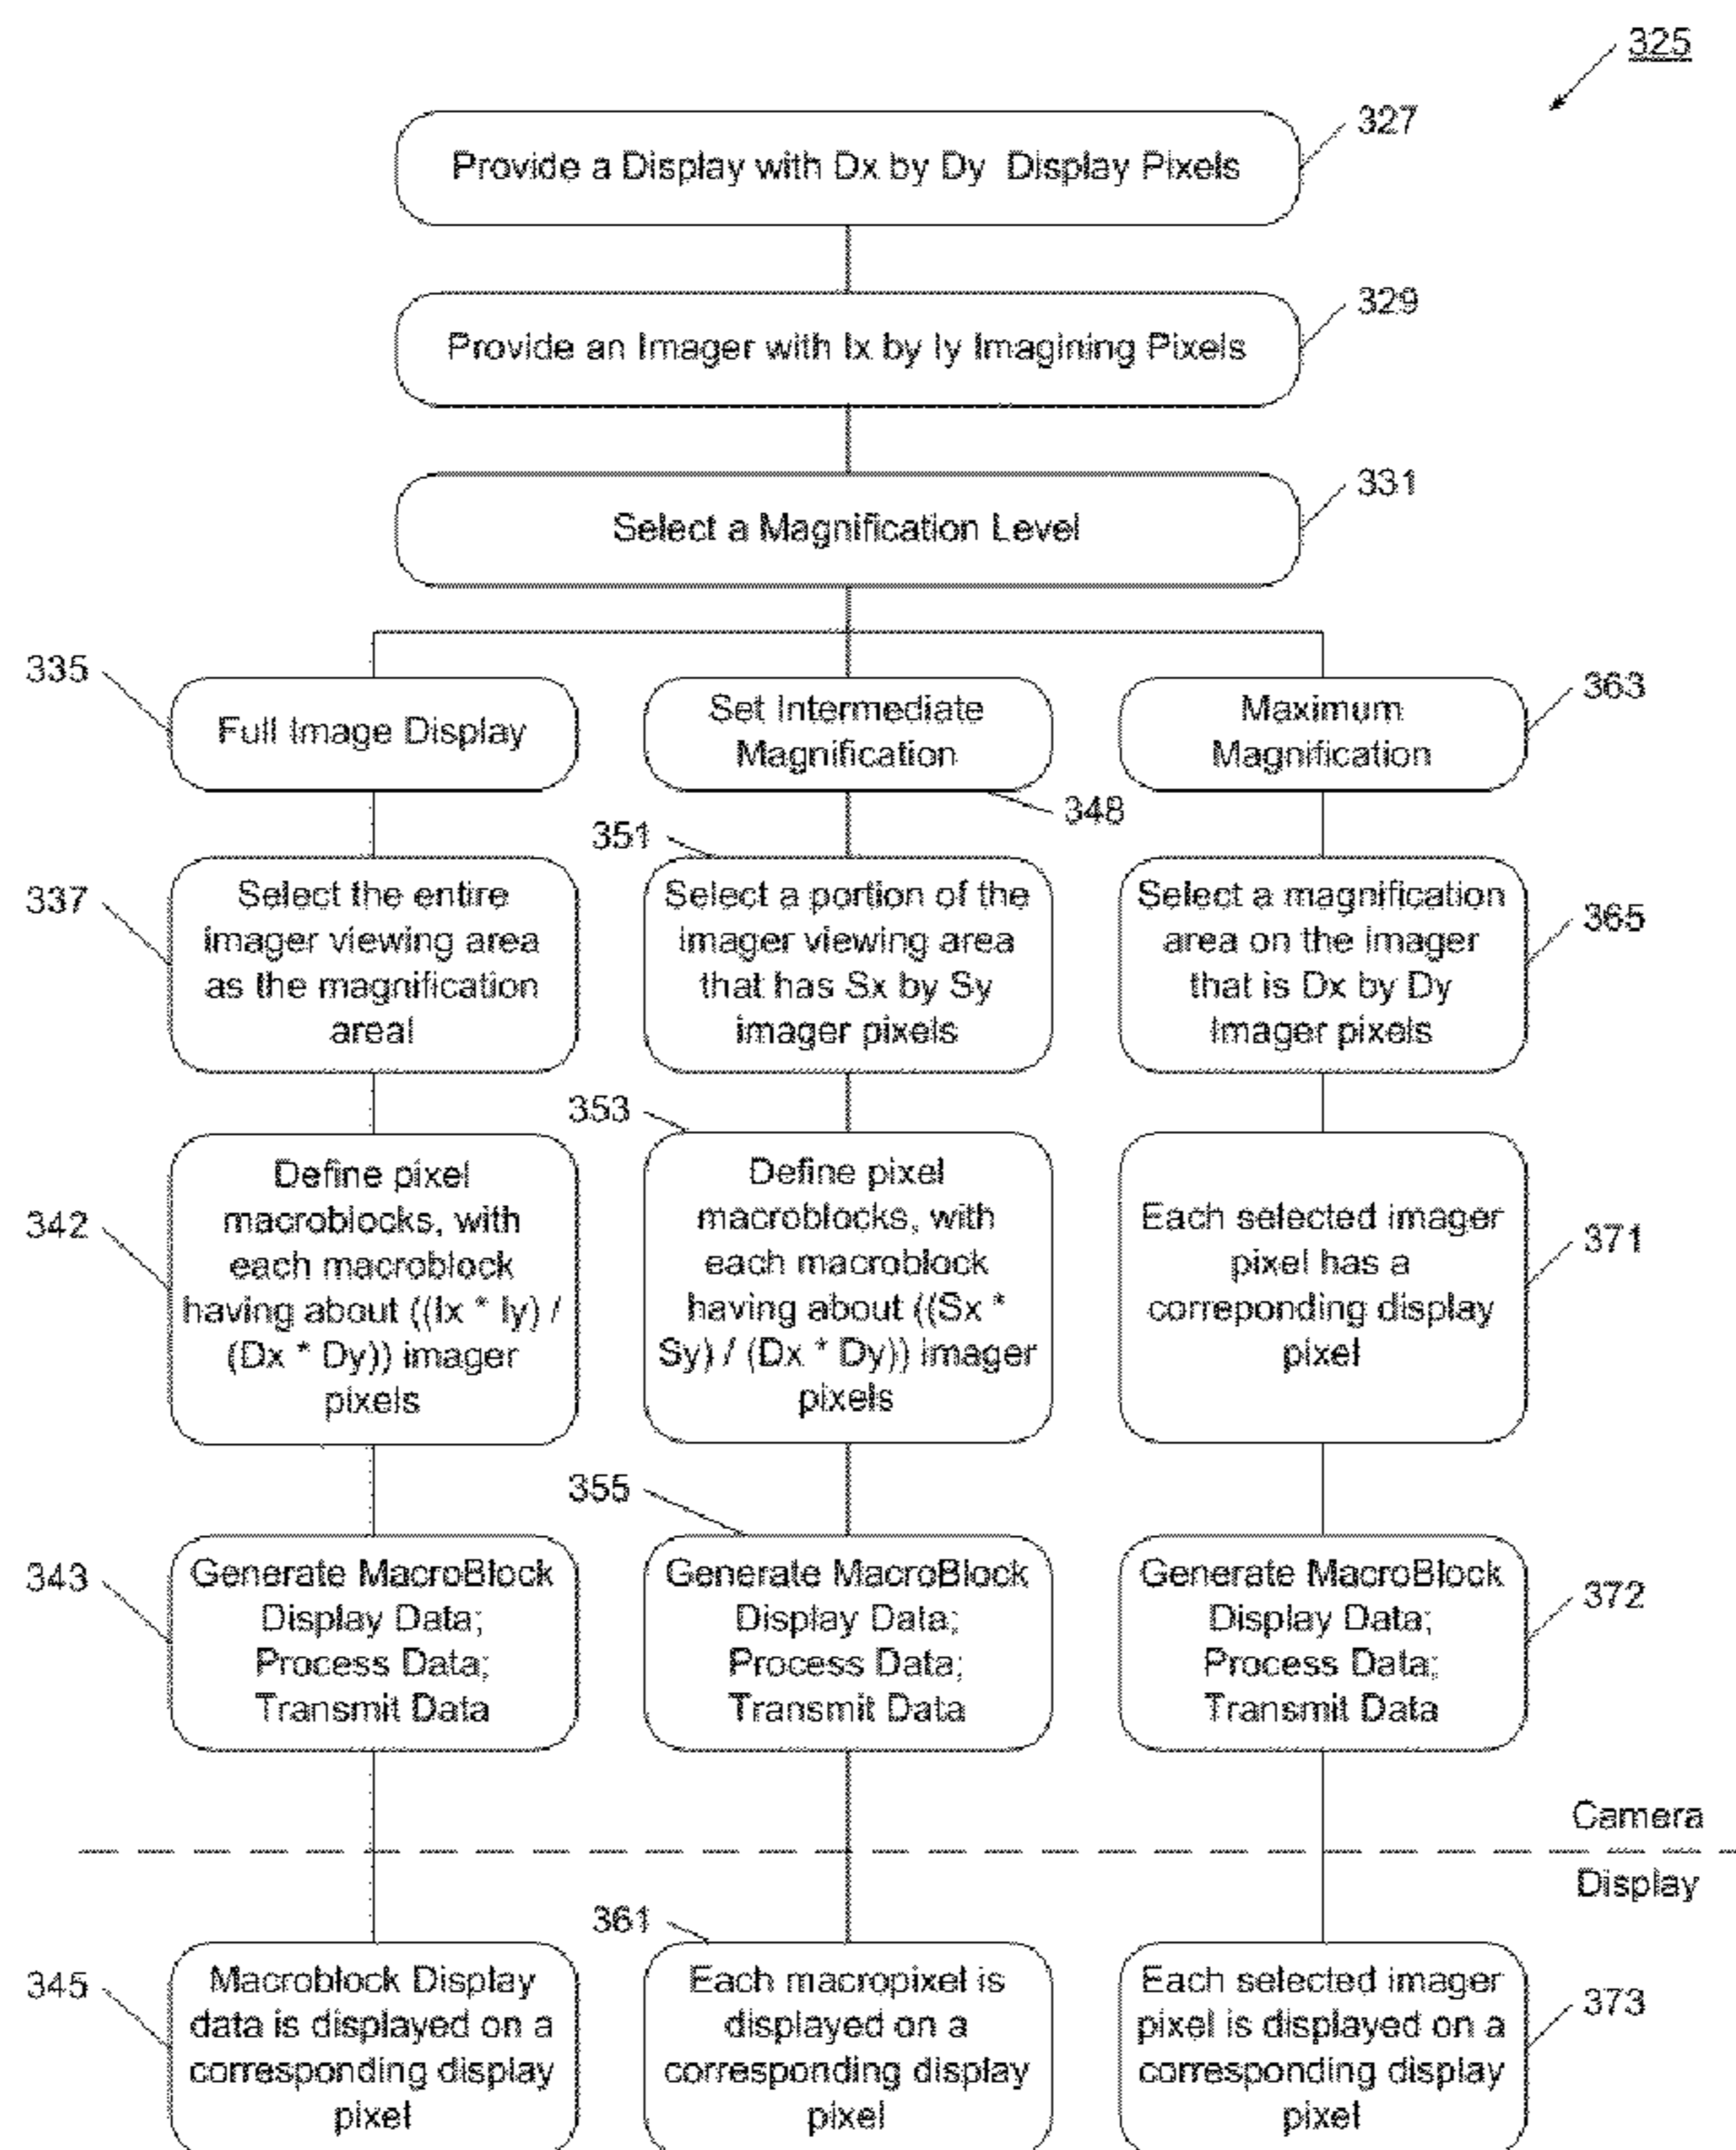 325
327
Provide a Display with Dx by Dy Display Pixels
329
Provide an Imager with Ix by Iy Imagining Pixels
331
Select a Magnification Level
335
Full Image Display
Set Intermediate
Magnification
348
Maximum
Magnification
363
337
Select the entire
imager viewing area
as the magnification
areal
351
Select a portion of the
imager viewing area
that has Sx by Sy
imager pixels
Select a magnification
area on the imager
that is Dx by Dy
Imager pixels
365
342
Define pixel
macroblocks, with
each macroblock
having about ((Ix * Iy) /
(Dx * Dy)) imager
pixels
353
Define pixel
macroblocks, with
each macroblock
having about ((Sx *
Sy) / (Dx * Dy)) imager
pixels
Each selected imager
pixel has a
correponding display
pixel
371
343
Generate MacroBlock
Display Data;
Process Data;
Transmit Data
355
Generate MacroBlock
Display Data;
Process Data;
Transmit Data
Generate MacroBlock
Display Data;
Process Data;
Transmit Data
372
Camera
Display
345
Macroblock Display
data is displayed on a
corresponding display
pixel
361
Each macropixel is
displayed on a
corresponding display
pixel
Each selected imager
pixel is displayed on a
corresponding display
pixel
373